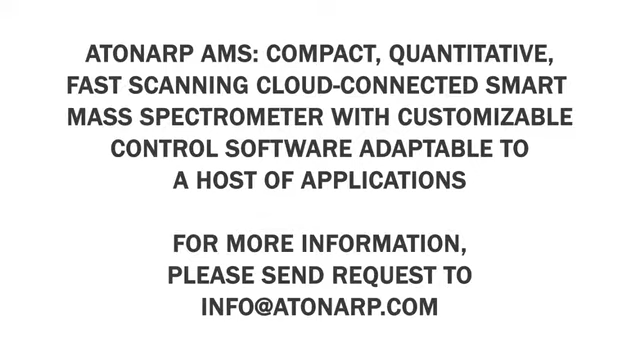 ATONARP AMS: COMPACT, QUANTITATIVE,
FAST SCANNING CLOUD-CONNECTED SMART
MASS SPECTROMETER WITH CUSTOMIZABLE
CONTROL SOFTWARE ADAPTABLE TO
A HOST OF APPLICATIONS
FOR MORE INFORMATION,
PLEASE SEND REQUEST TO
INFO@ATONARP.COM